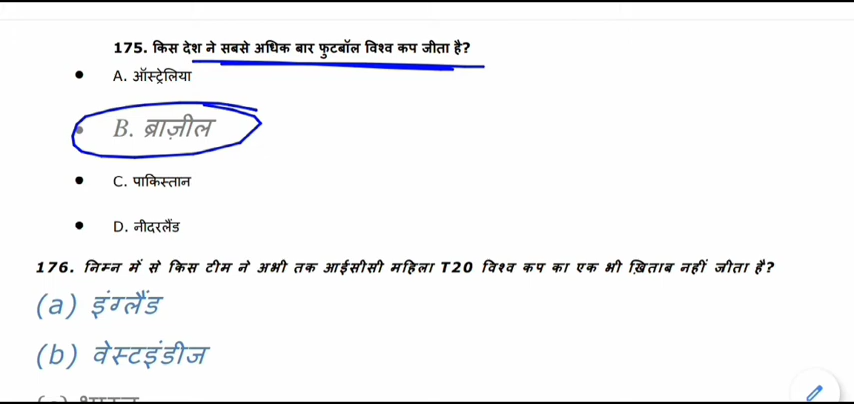 175. किस देश ने सबसे अधिक बार फुटबॉल विश्व कप जीता है?
A. ऑस्ट्रेलिया
B. ब्राज़ील
C. पाकिस्तान
D. नीदरलैंड
176. निम्न में से किस टीम ने अभी तक आईसीसी महिला T20 विश्व कप का एक भी ख़िताब नहीं जीता है?
(a) इंग्लैंड
(b) वेस्टइंडीज